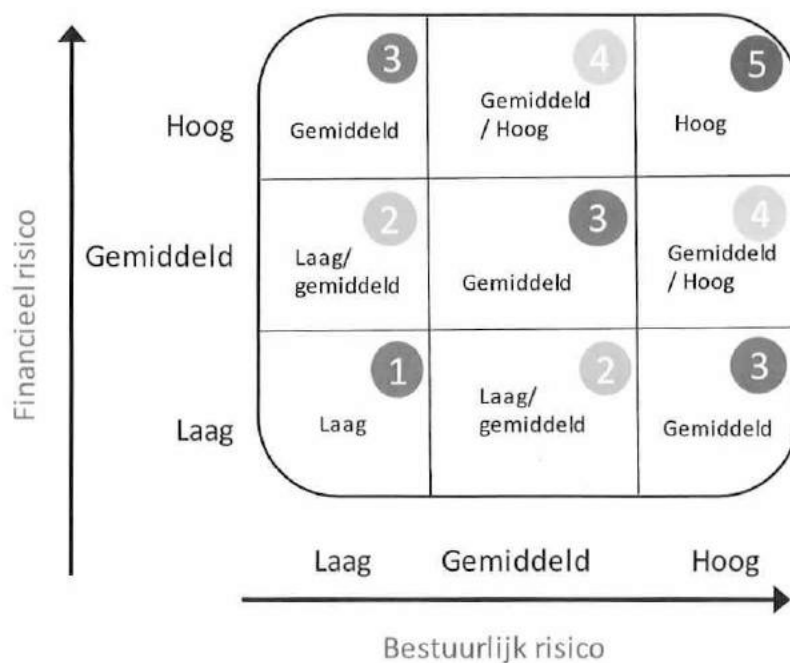 Financieel risico
Hoog
3
Gemiddeld
4
Gemiddeld
/ Hoog
5
Hoog
Gemiddeld
2
Laag/
gemiddeld
3
Gemiddeld
4
Gemiddeld
/ Hoog
Laag
1
Laag
2
Laag/
gemiddeld
3
Gemiddeld
Laag
Gemiddeld
Hoog
Bestuurlijk risico